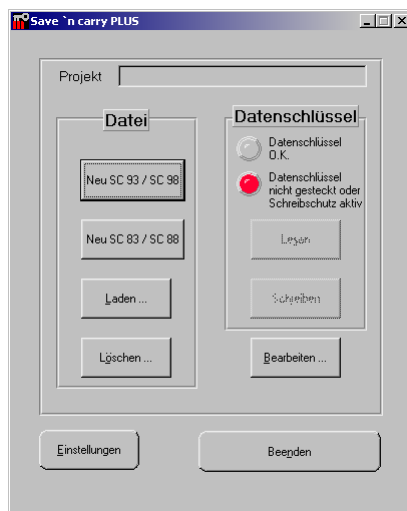 Save `n carry PLUS
Projekt
Datei
Neu SC 93 / SC 98
Neu SC 83 / SC 88
Laden ...
Löschen ...
Datenschlüssel
Datenschlüssel
O.K.
Datenschlüssel
nicht gesteckt oder
Schreibschutz aktiv
Lesen
Schreiben
Bearbeiten ...
Einstellungen
Beenden